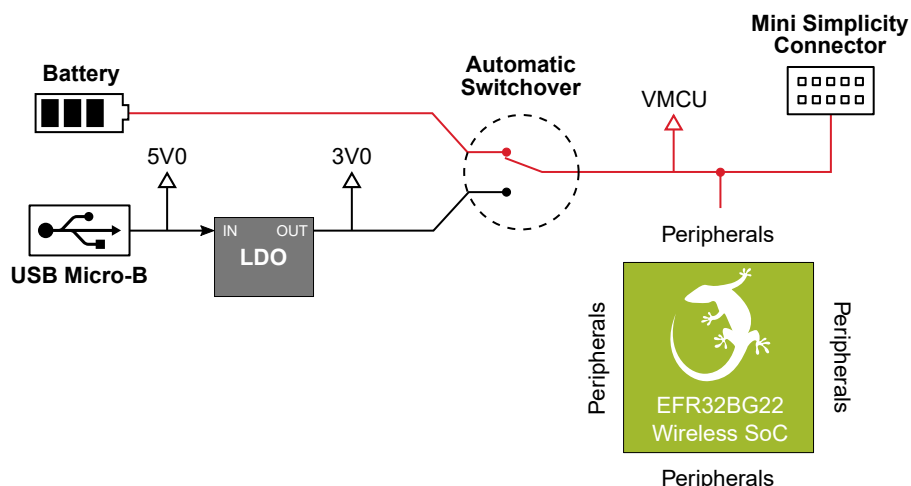 Mini Simplicity
Connector
Automatic
Switchover
Battery
VMCU
5V0
3V0
IN
OUT
LDO
USB Micro-B
Peripherals
Peripherals
Peripherals
EFR32BG22
Wireless SoC
Peripherals